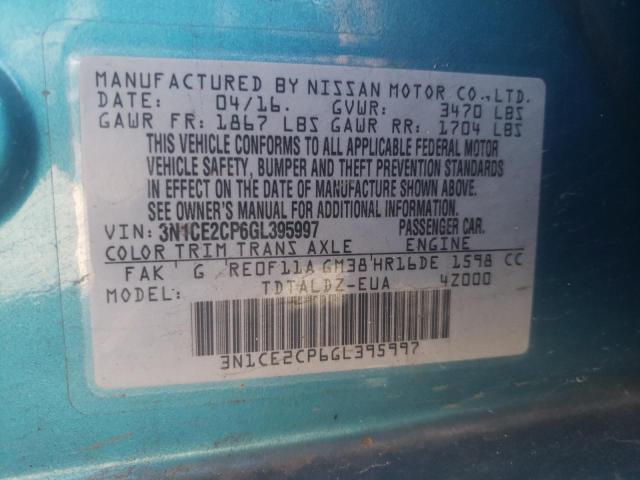 MANUFACTURED BY NISSAN MOTOR CO.,LTD.
DATE: 04/16. GVWR: 3470 LBS
GAWR FR: 1867 LBS GAWR RR: 1704 LBS
THIS VEHICLE CONFORMS TO ALL APPLICABLE FEDERAL MOTOR
VEHICLE SAFETY, BUMPER AND THEFT PREVENTION STANDARDS
IN EFFECT ON THE DATE OF MANUFACTURE SHOWN ABOVE.
SEE OWNER'S MANUAL FOR ADDITIONAL INFORMATION.
VIN: 3N1CE2CP6GL395997 PASSENGER CAR.
COLOR TRIM TRANS AXLE ENGINE
FAK G RE0F11A GM38 HR16DE 1598 CC
MODEL: TDTALDZ-EUA 4Z000
3N1CE2CP6GL395997